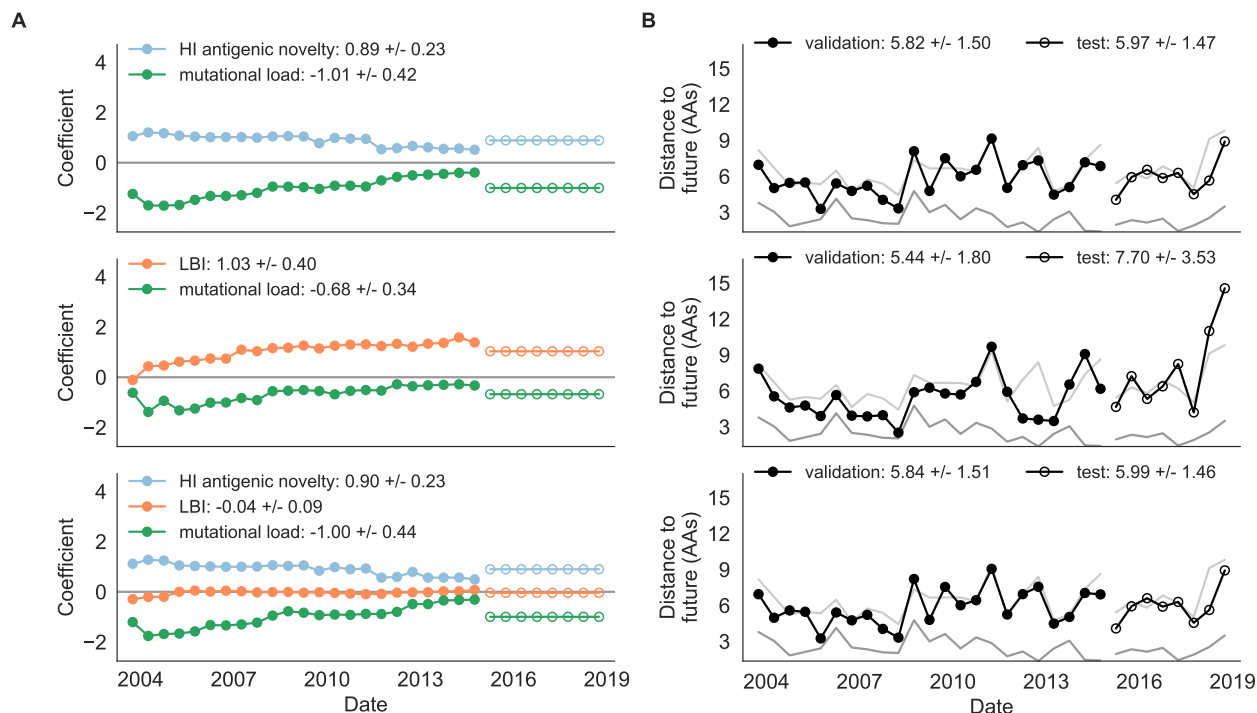 A
HI antigenic novelty: 0.89 +/- 0.23
mutational load: -1.01 +/- 0.42
4
2
0
−2
Coefficient
LBI: 1.03 +/- 0.40
mutational load: -0.68 +/- 0.34
4
2
0
−2
Coefficient
HI antigenic novelty: 0.90 +/- 0.23
LBI: -0.04 +/- 0.09
mutational load: -1.00 +/- 0.44
4
2
0
−2
Coefficient
2004 2007 2010 2013 2016 2019
Date
B
validation: 5.82 +/- 1.50 test: 5.97 +/- 1.47
15
12
9
6
3
Distance to
future (AAs)
validation: 5.44 +/- 1.80 test: 7.70 +/- 3.53
15
12
9
6
3
Distance to
future (AAs)
validation: 5.84 +/- 1.51 test: 5.99 +/- 1.46
15
12
9
6
3
Distance to
future (AAs)
2004 2007 2010 2013 2016 2019
Date